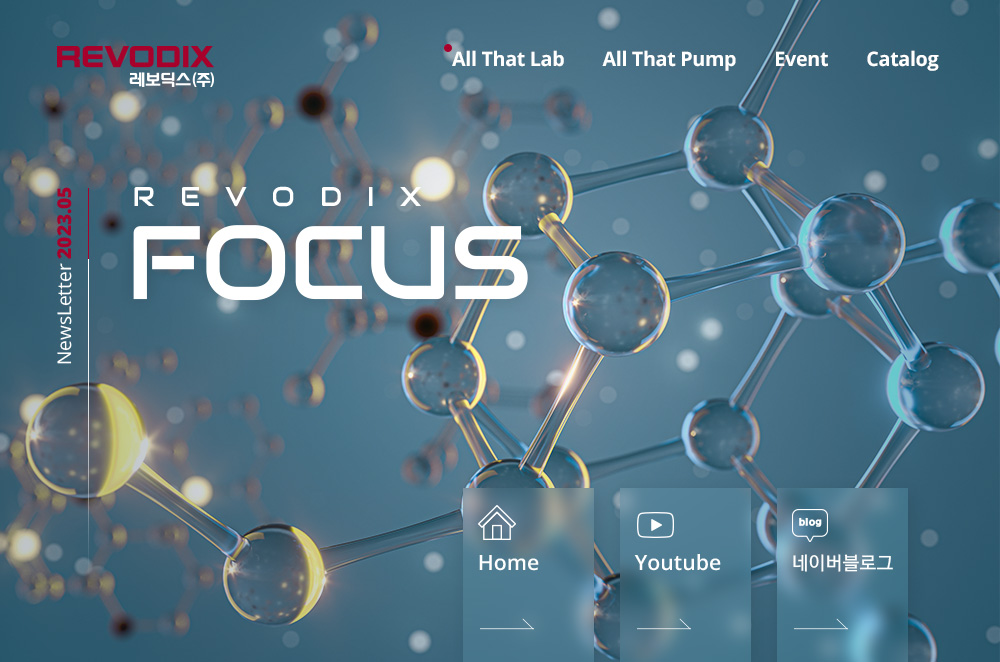 REVODIX
레보딕스(주)
All That Lab
All That Pump
Event
Catalog
NewsLetter 2023.05
REVODIX
FOCUS
Home
Youtube
blog
네이버블로그